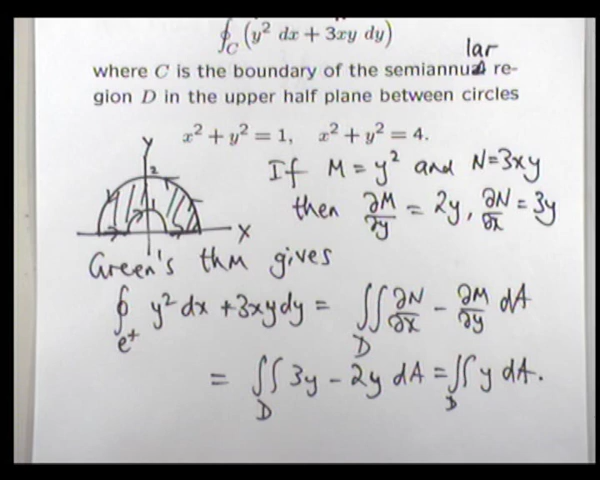 ∮_C (y² dx + 3xy dy)
lar
where C is the boundary of the semiannual re-
gion D in the upper half plane between circles
x² + y² = 1, x² + y² = 4.
Y
2
X
If M = y² and N = 3xy
then ∂M/∂y = 2y, ∂N/∂x = 3y
Green's thm gives
∮_e⁺ y² dx + 3xy dy = ∬_D ∂N/∂x - ∂M/∂y dA
= ∬_D 3y - 2y dA = ∬_D y dA.